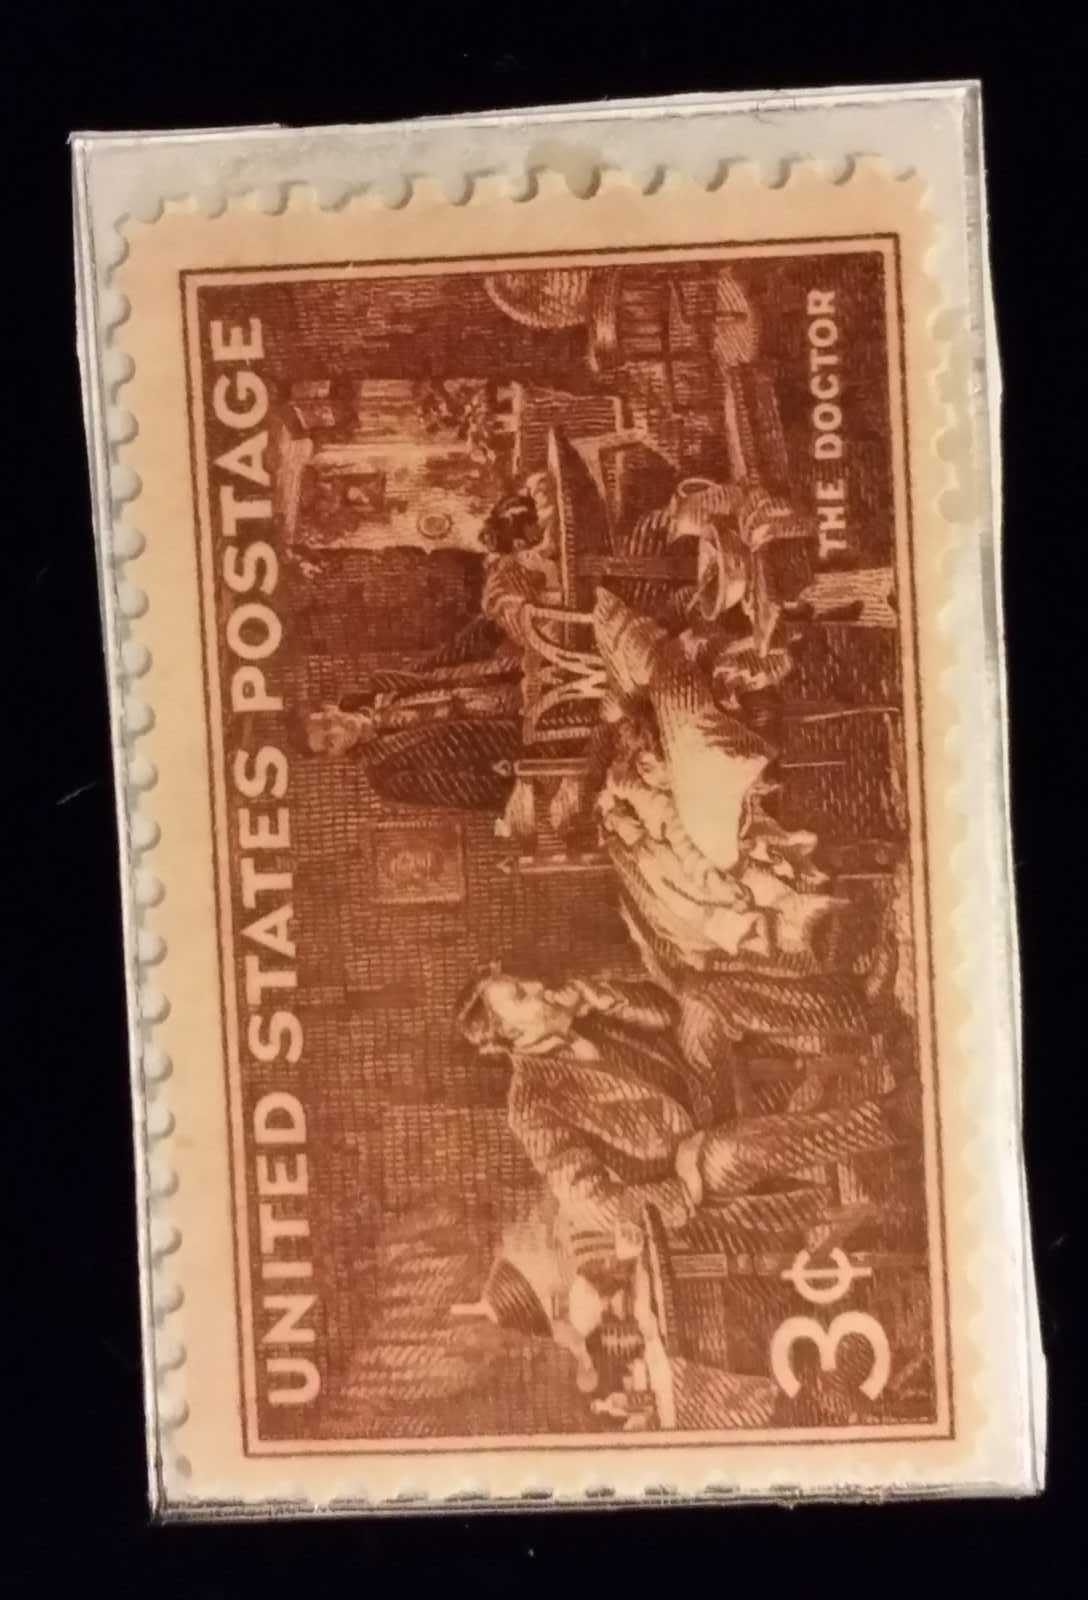 UNITED STATES POSTAGE
3¢
THE DOCTOR